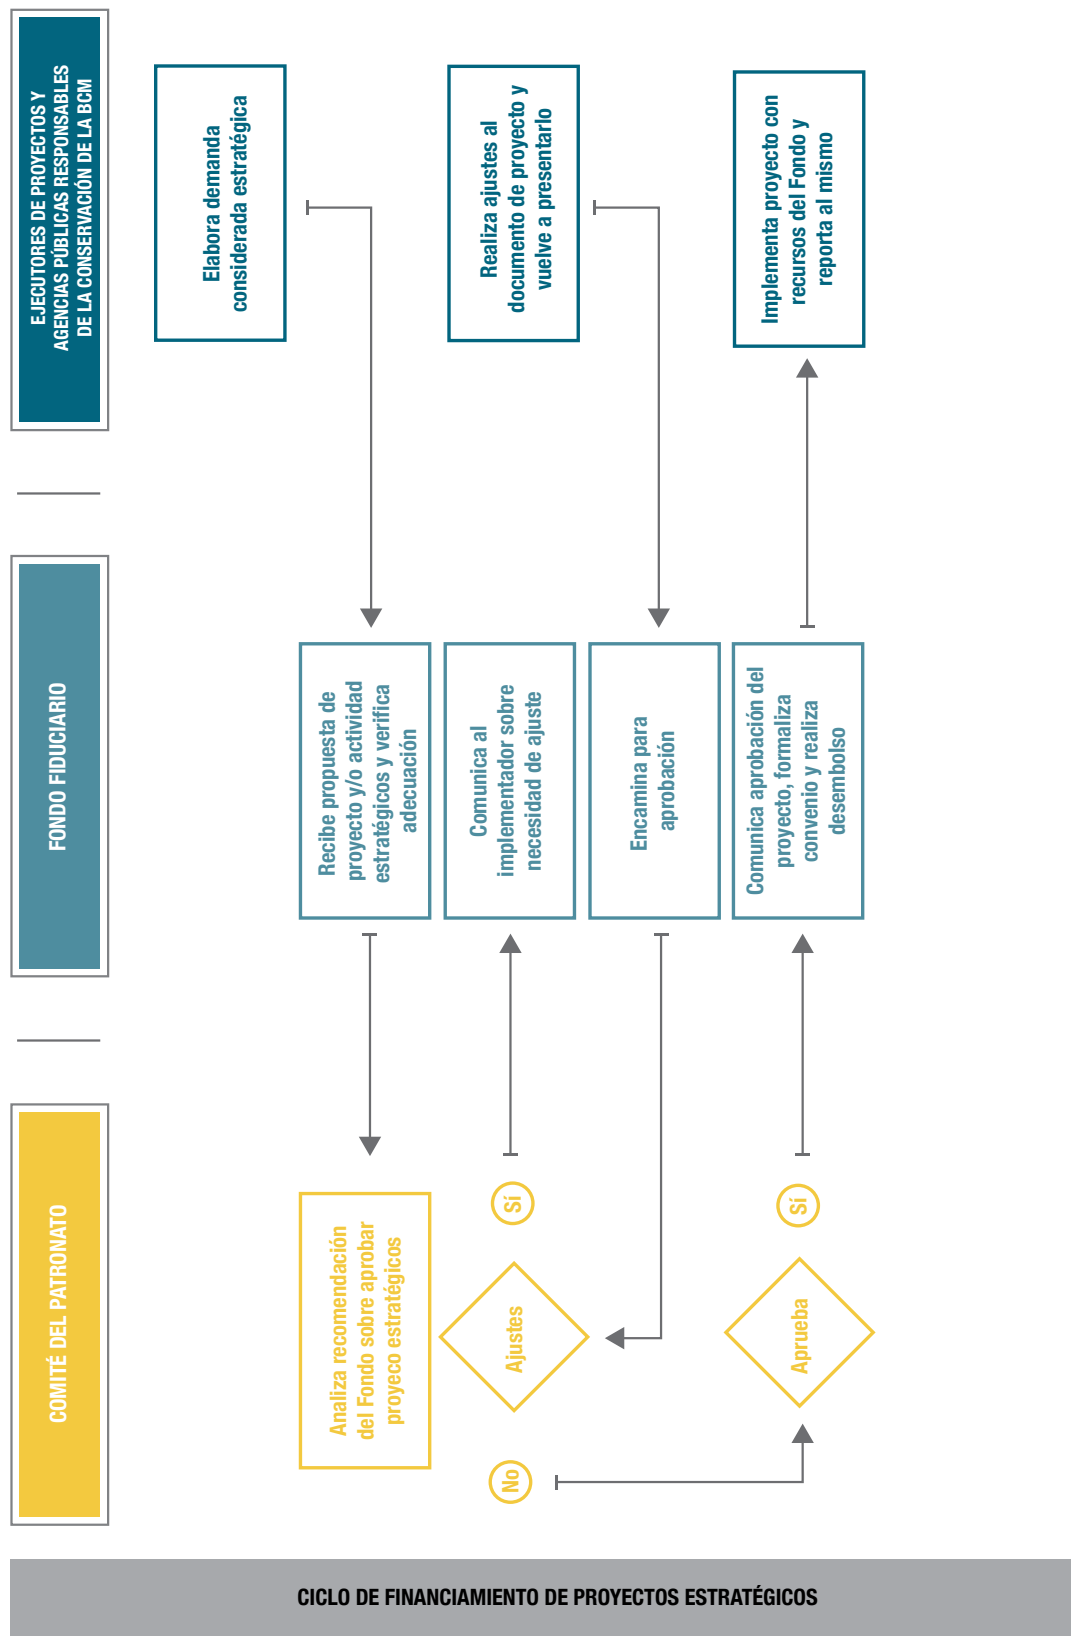 CICLO DE FINANCIAMIENTO DE PROYECTOS ESTRATÉGICOS
COMITÉ DEL PATRONATO
FONDO FIDUCIARIO
EJECUTORES DE PROYECTOS Y
AGENCIAS PÚBLICAS RESPONSABLES
DE LA CONSERVACIÓN DE LA BCM
Elabora demanda
considerada estratégica
Analiza recomendación
del Fondo sobre aprobar
proyeco estratégicos
Recibe propuesta de
proyecto y/o actividad
estratégicos y verifica
adecuación
No
Ajustes
Sí
Comunica al
implementador sobre
necesidad de ajuste
Realiza ajustes al
documento de proyecto y
vuelve a presentarlo
Encamina para
aprobación
Aprueba
Sí
Comunica aprobación del
proyecto, formaliza
convenio y realiza
desembolso
Implementa proyecto con
recursos del Fondo y
reporta al mismo